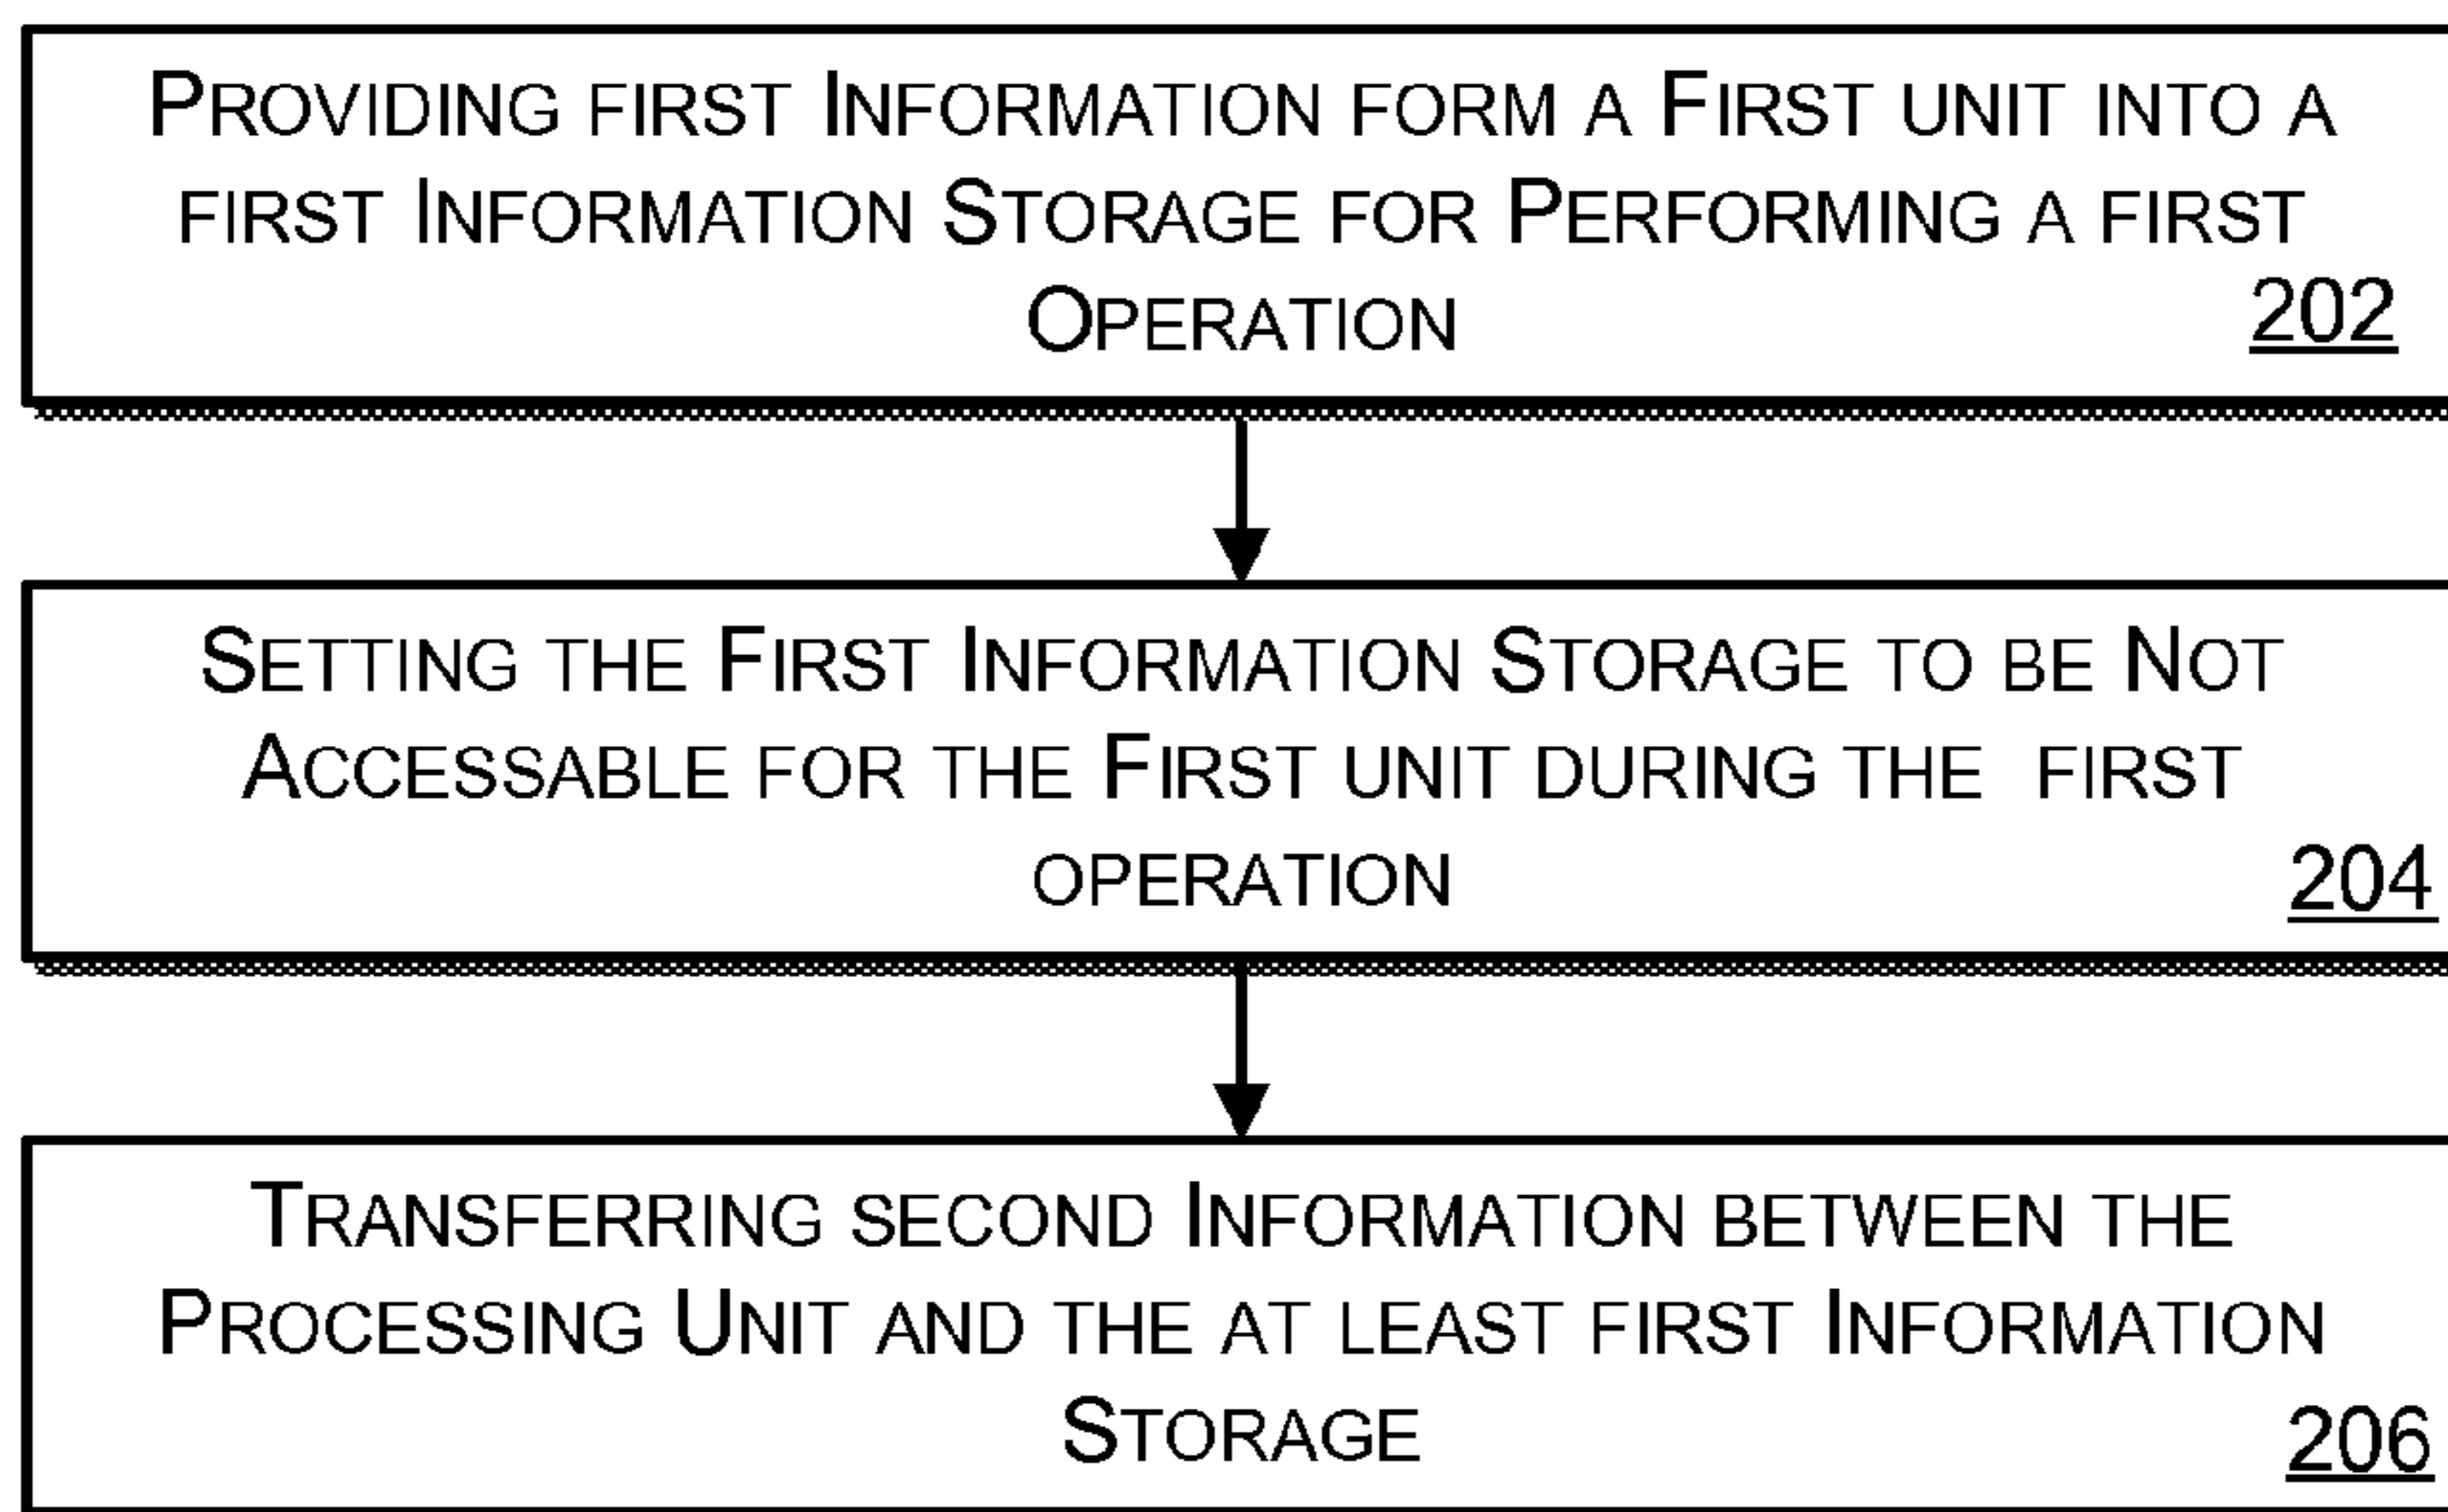 Providing first Information form a First unit into a
first Information Storage for Performing a first
Operation
202
Setting the First Information Storage to be Not
Accessable for the First unit during the first
operation
204
Transferring second Information between the
Processing Unit and the at least first Information
Storage
206